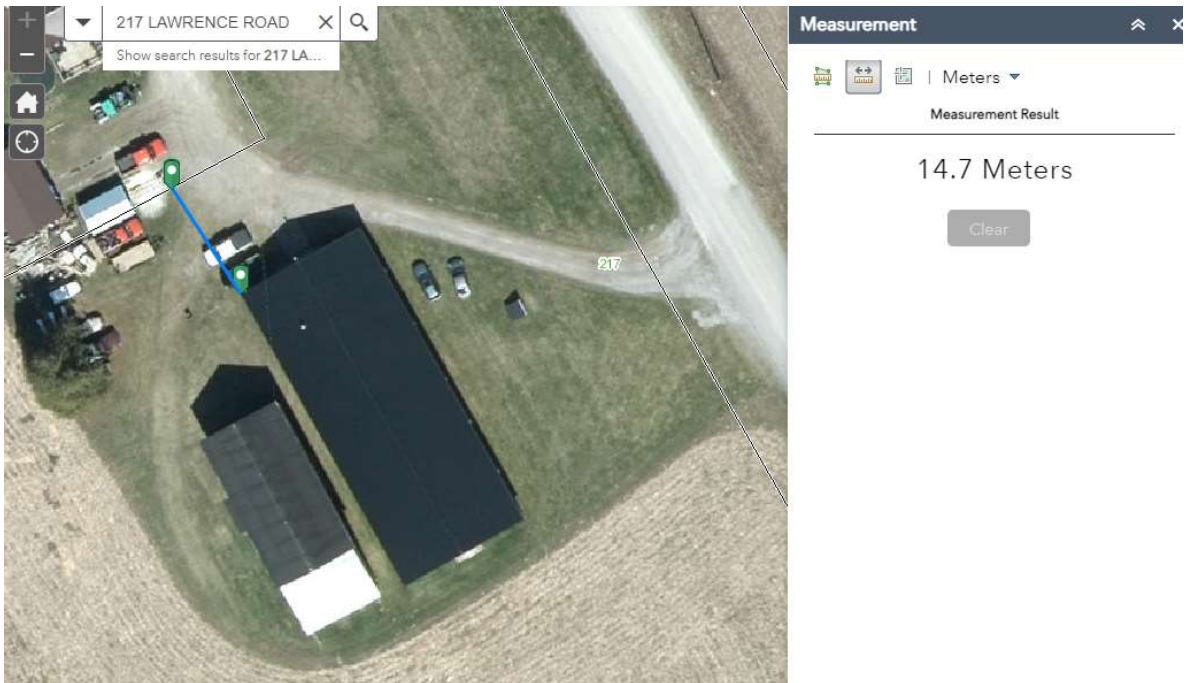 217 LAWRENCE ROAD
Show search results for 217 LA...
217
Measurement
Meters
Measurement Result
14.7 Meters
Clear